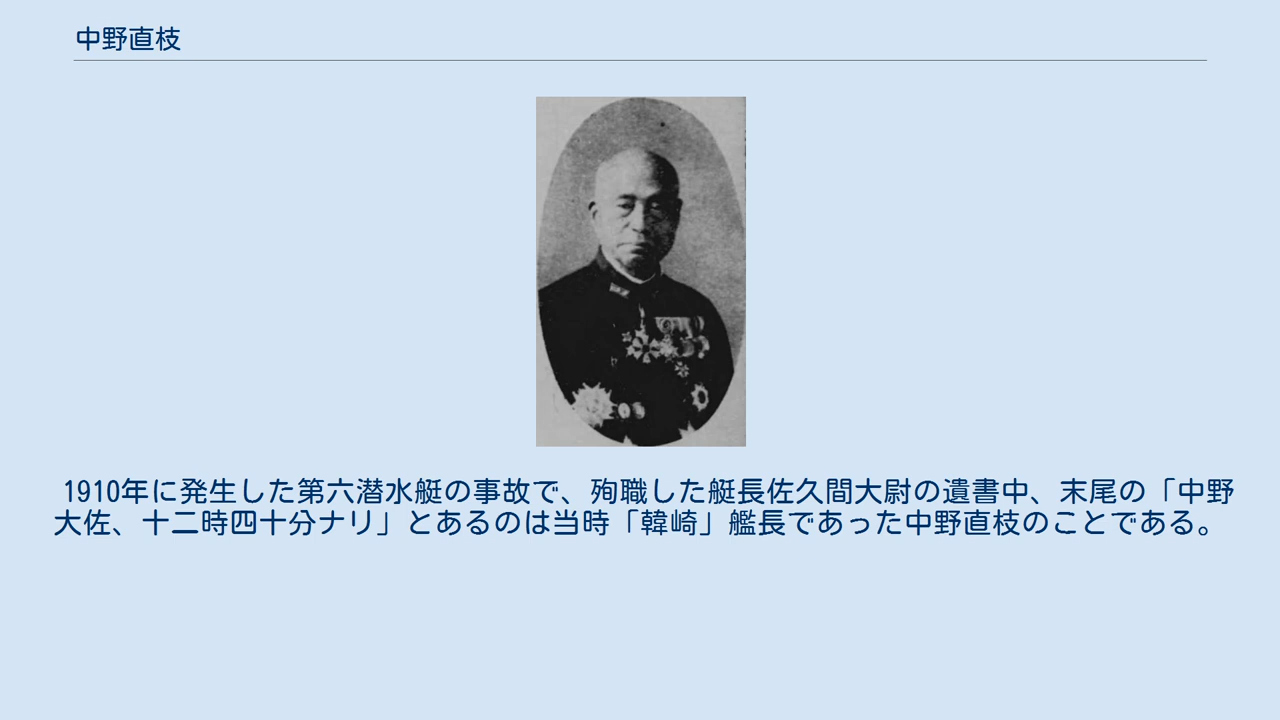 中野直枝
1910年に発生した第六潜水艇の事故で、殉職した艇長佐久間大尉の遺書中、末尾の「中野
大佐、十二時四十分ナリ」とあるのは当時「韓崎」艦長であった中野直枝のことである。